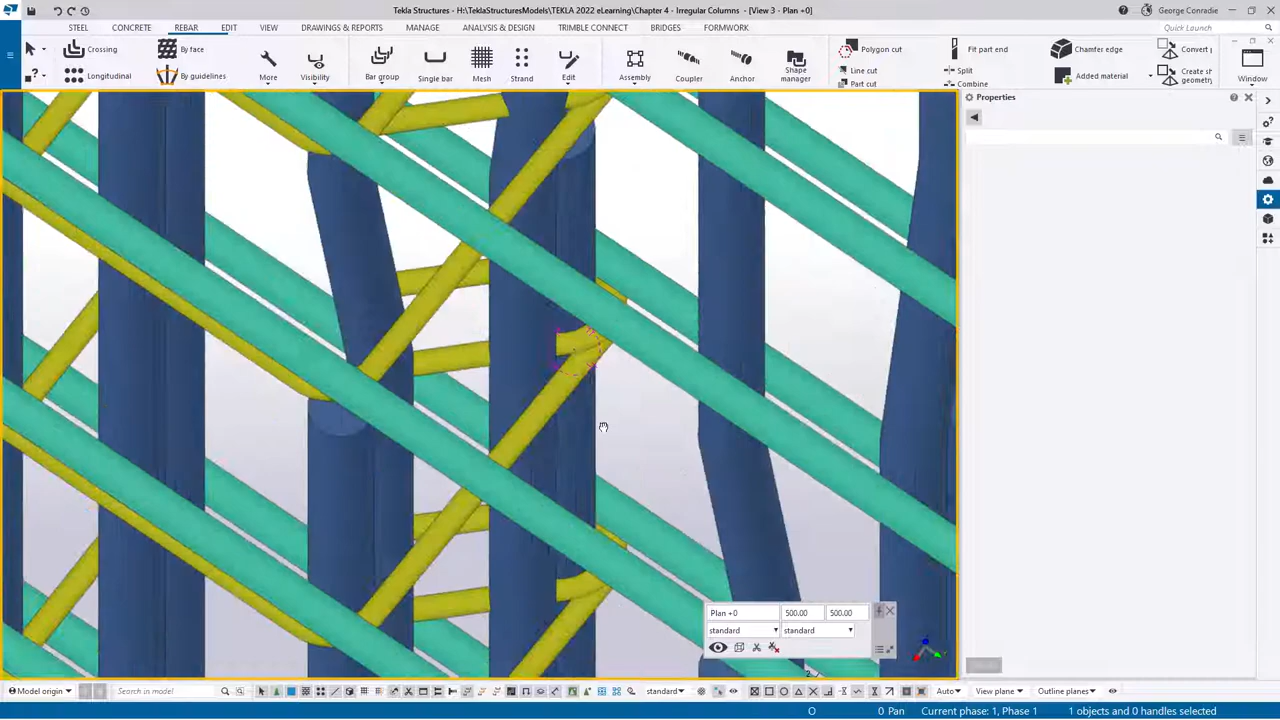 Tekla Structures - H:\TeklaStructuresModels\TEKLA 2022 eLearning\Chapter 4 - Irregular Columns - [View 3 - Plan +0]
George Conradie
STEEL CONCRETE REBAR EDIT VIEW DRAWINGS & REPORTS MANAGE ANALYSIS & DESIGN TRIMBLE CONNECT BRIDGES FORMWORK
Quick Launch
Crossing By face Polygon cut Fit part end Chamfer edge Convert
Longitudinal By guidelines More Visibility Bar group Single bar Mesh Strand Edit Assembly Coupler Anchor Shape manager Line cut Split Added material Create sh geometry. Window
Part cut Combine
Properties
Plan +0 500.00 500.00
standard standard
Model origin Search in model standard Auto View plane Outline planes
O 0 Pan Current phase: 1, Phase 1 1 objects and 0 handles selected